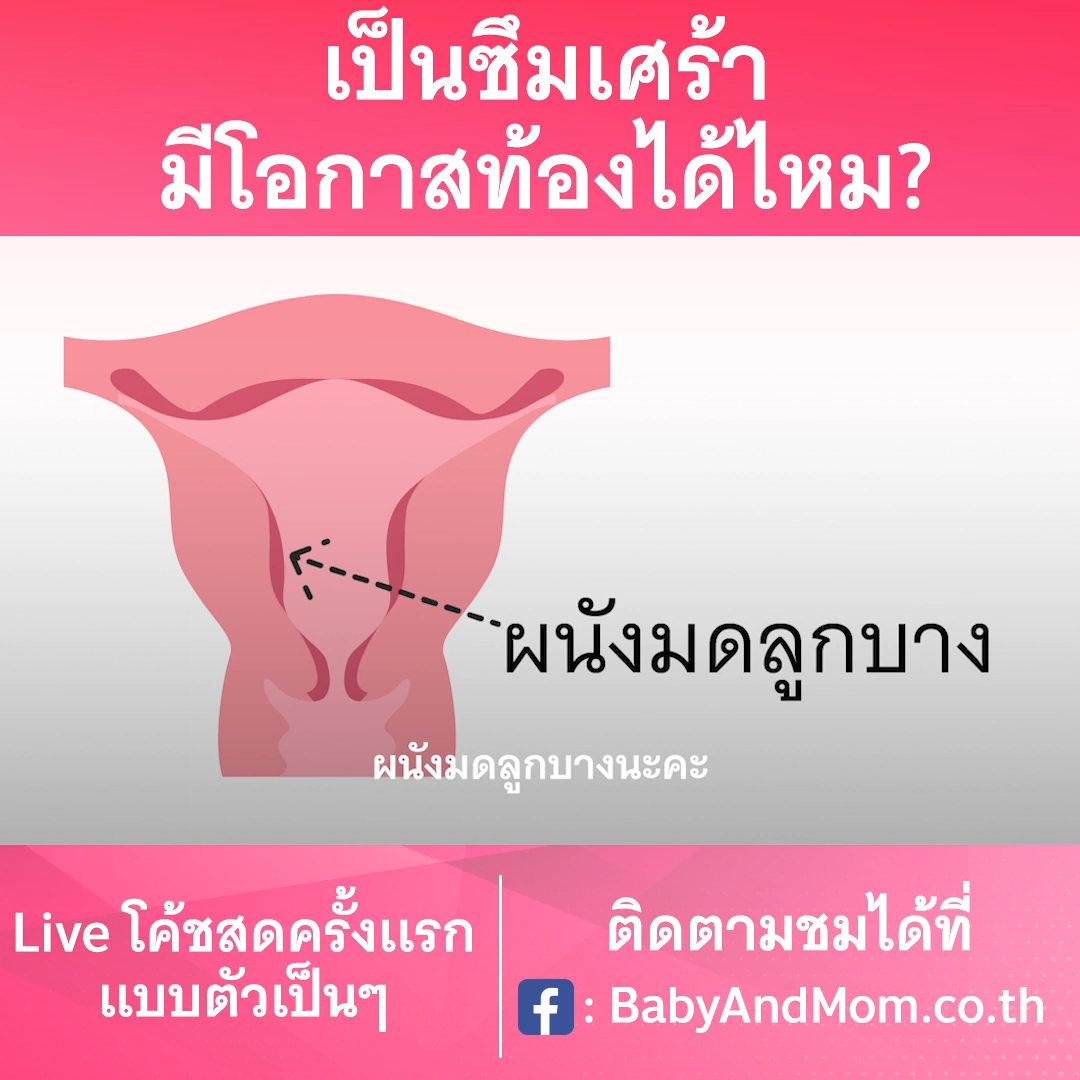 เป็นซึมเศร้า
มีโอกาสท้องได้ไหม?
ผนังมดลูกบาง
ผนังมดลูกบางนะคะ
Live โค้ชสดครั้งแรก
แบบตัวเป็นๆ
ติดตามชมได้ที่
f : BabyAndMom.co.th